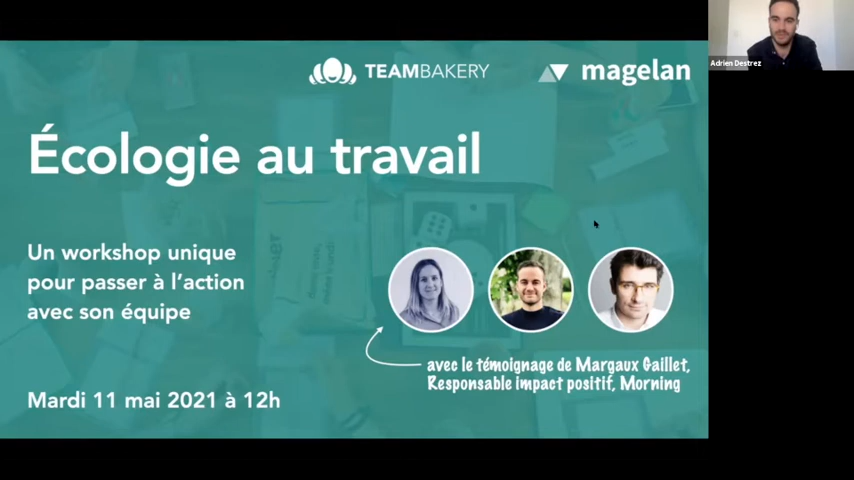 TEAMBAKERY
magelan
Adrien Destrez
Écologie au travail
Un workshop unique
pour passer à l'action
avec son équipe
avec le témoignage de Margaux Gaillet,
Responsable impact positif, Morning
Mardi 11 mai 2021 à 12h